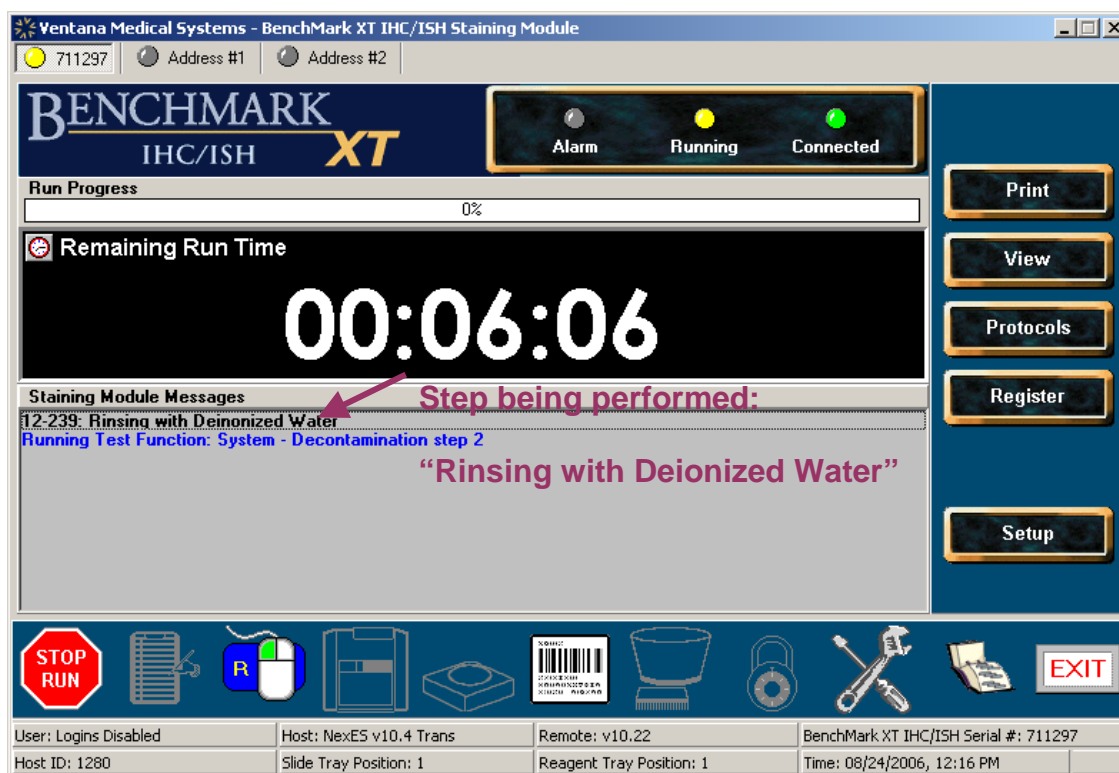 Ventana Medical Systems - BenchMark XT IHC/ISH Staining Module
711297 Address #1 Address #2
BENCHMARK
IHC/ISH XT
Alarm Running Connected
Run Progress
0%
Remaining Run Time
00:06:06
Staining Module Messages
12-239: Rinsing with Deinonized Water
Running Test Function: System - Decontamination step 2
Step being performed:
“Rinsing with Deionized Water”
Print
View
Protocols
Register
Setup
STOP
RUN
R
EXIT
User: Logins Disabled Host: NexES v10.4 Trans Remote: v10.22 BenchMark XT IHC/ISH Serial #: 711297
Host ID: 1280 Slide Tray Position: 1 Reagent Tray Position: 1 Time: 08/24/2006, 12:16 PM